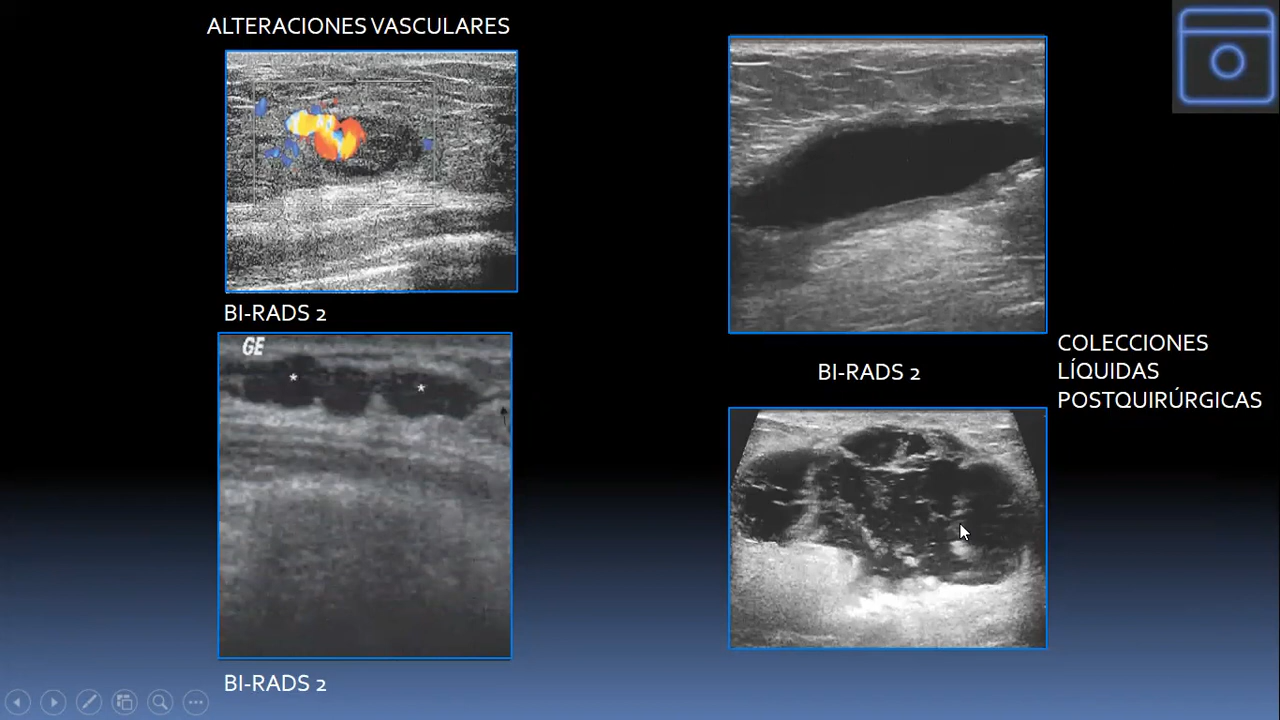 ALTERACIONES VASCULARES
BI-RADS 2
GE
*
*
BI-RADS 2
BI-RADS 2
COLECCIONES
LÍQUIDAS
POSTQUIRÚRGICAS